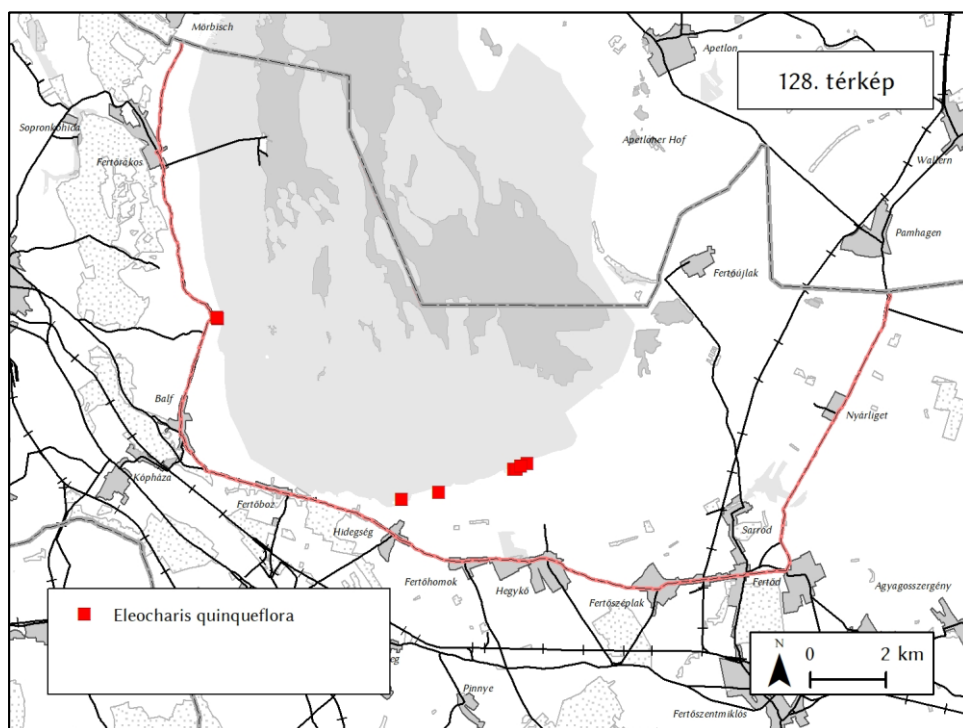 Mörbisch
Apetlon
128. térkép
Sopronkőhida
Apetloner Hof
Fertőrákos
Wallern
Pamhagen
Fertőújlak
Balf
Nyárliget
Kópháza
Fertőboz
Hidegség
Sarród
Fertőhomok
Hegykő
Fertőd
Agyagosszergény
Fertőszéplak
Eleocharis quinqueflora
N
0 2 km
Pinnye
Fertőszentmiklós